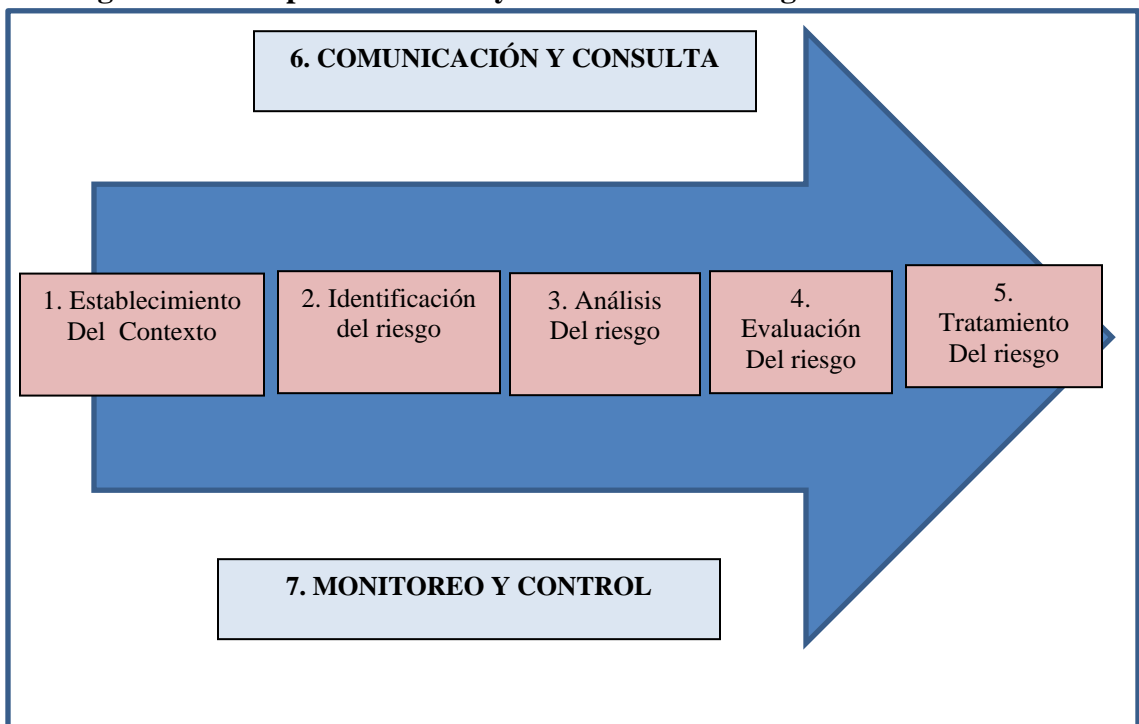 6. COMUNICACIÓN Y CONSULTA
1. Establecimiento
Del Contexto
2. Identificación
del riesgo
3. Análisis
Del riesgo
4.
Evaluación
Del riesgo
5.
Tratamiento
Del riesgo
7. MONITOREO Y CONTROL